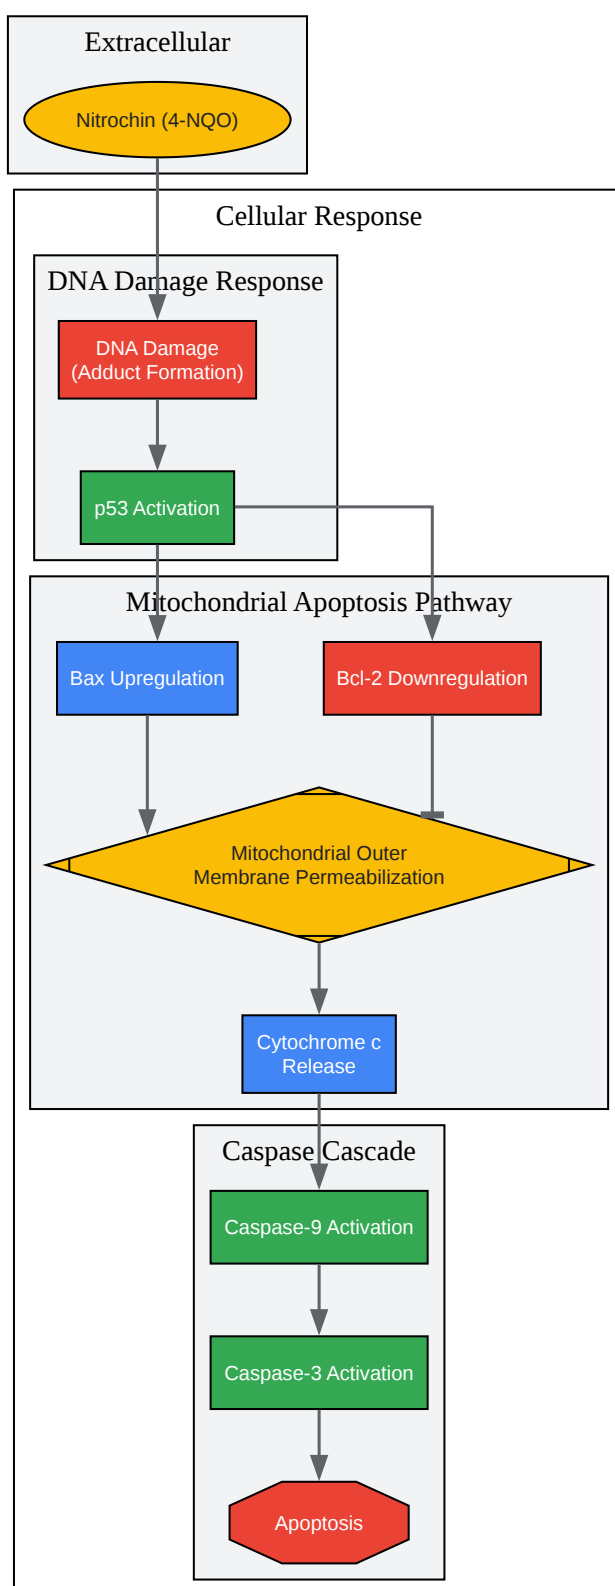 Extracellular
Nitrochin (4-NQO)
Cellular Response
DNA Damage Response
DNA Damage
(Adduct Formation)
p53 Activation
Mitochondrial Apoptosis Pathway
Bax Upregulation
Bcl-2 Downregulation
Mitochondrial Outer
Membrane Permeabilization
Cytochrome c
Release
Caspase Cascade
Caspase-9 Activation
Caspase-3 Activation
Apoptosis